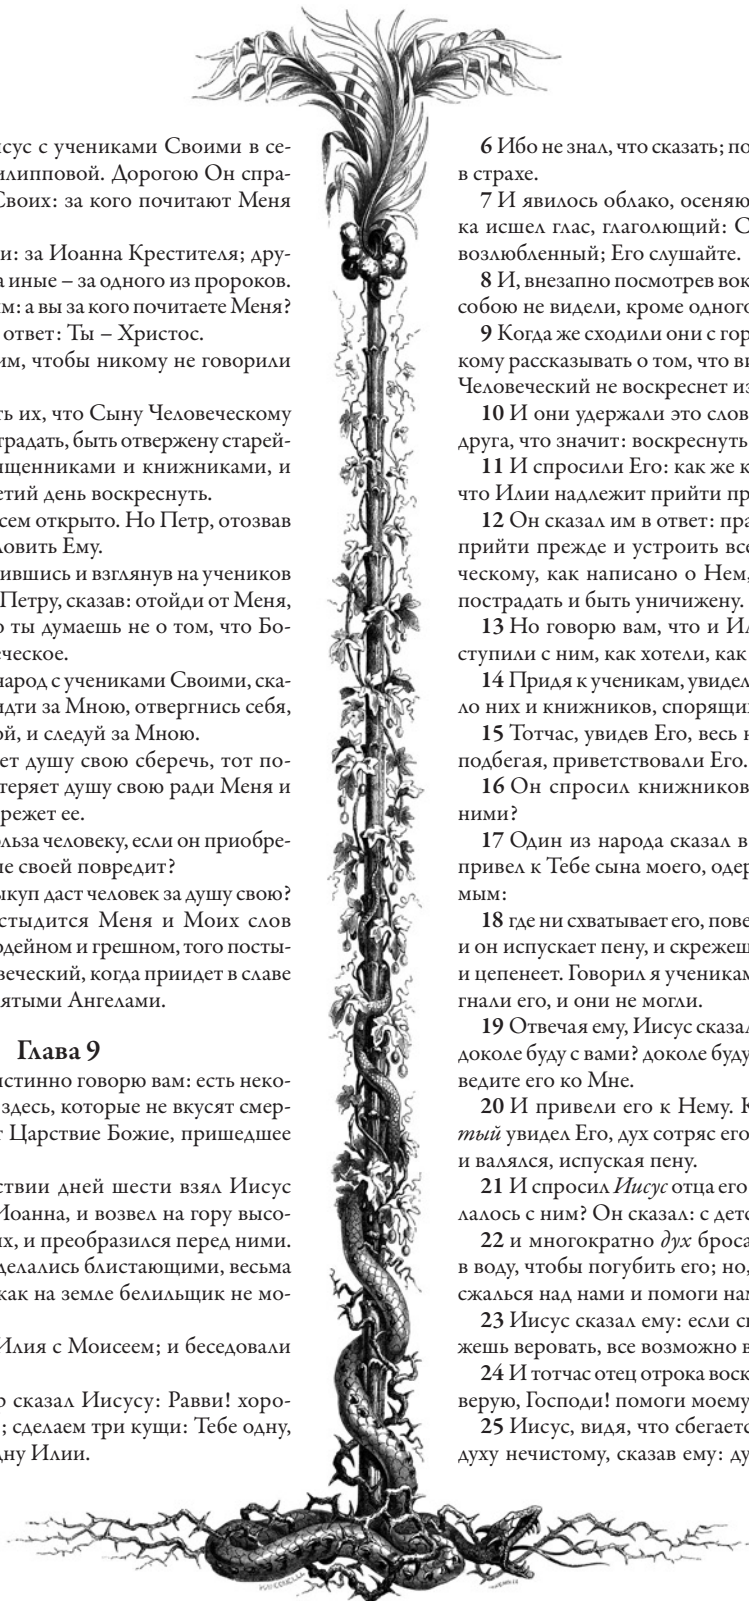 исус с учениками Своими в се-
илипповой. Дорогою Он спра-
Своих: за кого почитают Меня
и: за Иоанна Крестителя; дру-
а иные – за одного из пророков.
им: а вы за кого почитаете Меня?
ответ: Ты – Христос.
им, чтобы никому не говорили
ть их, что Сыну Человеческому
традать, быть отвержену старей-
ященниками и книжниками, и
етий день воскреснуть.
сем открыто. Но Петр, отозвав
ловить Ему.
ившись и взглянув на учеников
Петру, сказав: отойди от Меня,
о ты думаешь не о том, что Бо-
еческое.
народ с учениками Своими, ска-
идти за Мною, отвергнись себя,
ой, и следуй за Мною.
ет душу свою сберечь, тот по-
теряет душу свою ради Меня и
режет ее.
ольза человеку, если он приобре-
ше своей повредит?
ыкуп даст человек за душу свою?
стыдится Меня и Моих слов
одейном и грешном, того посты-
веческий, когда приидет в славе
вятыми Ангелами.
Глава 9
стинно говорю вам: есть неко-
здесь, которые не вкусят смер-
т Царствие Божие, пришедшее
ствии дней шести взял Иисус
Иоанна, и возвел на гору высо-
их, и преобразился перед ними.
делались блистающими, весьма
как на земле белильщик не мо-
Илия с Моисеем; и беседовали
р сказал Иисусу: Равви! хоро-
; сделаем три кущи: Тебе одну,
дну Илии.
6 Ибо не знал, что сказать; по
в страхе.
7 И явилось облако, осеняю
ка исшел глас, глаголющий: С
возлюбленный; Его слушайте.
8 И, внезапно посмотрев вок
собою не видели, кроме одного
9 Когда же сходили они с гор
кому рассказывать о том, что ви
Человеческий не воскреснет из
10 И они удержали это слов
друга, что значит: воскреснуть
11 И спросили Его: как же к
что Илии надлежит прийти пр
12 Он сказал им в ответ: пра
прийти прежде и устроить все
ческому, как написано о Нем,
пострадать и быть уничижену.
13 Но говорю вам, что и Ил
ступили с ним, как хотели, как
14 Придя к ученикам, увидел
ло них и книжников, спорящи
15 Тотчас, увидев Его, весь н
подбегая, приветствовали Его.
16 Он спросил книжников
ними?
17 Один из народа сказал в
привел к Тебе сына моего, одер
мым:
18 где ни схватывает его, пове
и он испускает пену, и скрежещ
и цепенеет. Говорил я ученикам
гнали его, и они не могли.
19 Отвечая ему, Иисус сказал
доколе буду с вами? доколе буду
ведите его ко Мне.
20 И привели его к Нему. К
тый увидел Его, дух сотряс его
и валялся, испуская пену.
21 И спросил Иисус отца его
лалось с ним? Он сказал: с детс
22 и многократно дух броса
в воду, чтобы погубить его; но,
сжалься над нами и помоги нам
23 Иисус сказал ему: если ск
жешь веровать, все возможно в
24 И тотчас отец отрока воск
верую, Господи! помоги моему
25 Иисус, видя, что сбегаетс
духу нечистому, сказав ему: ду